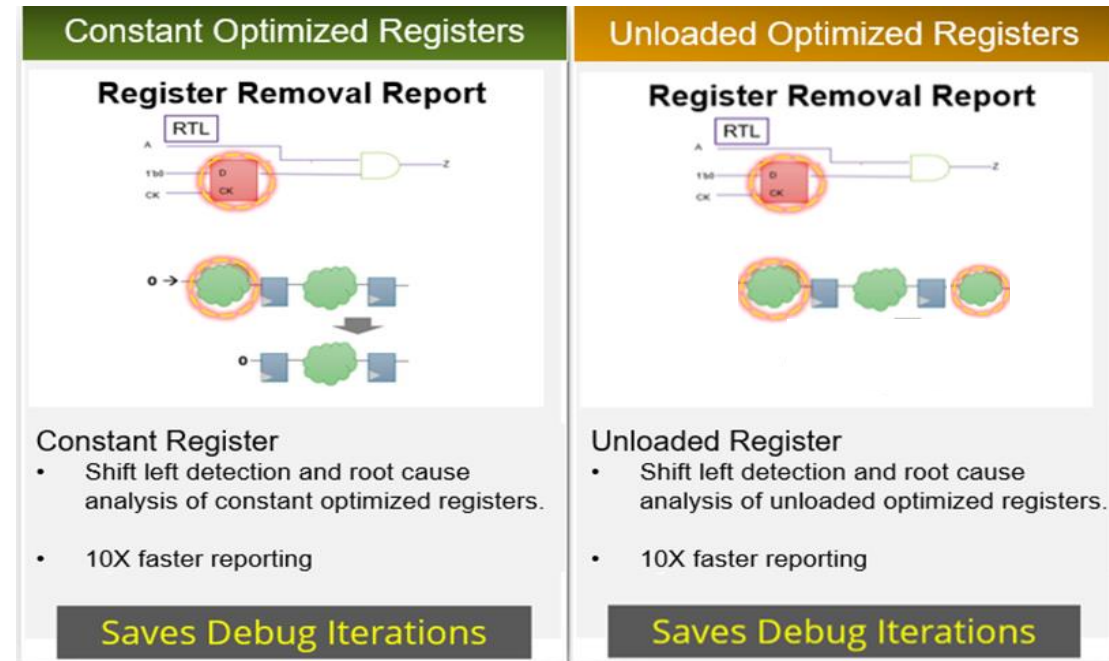 Constant Optimized Registers
Register Removal Report
RTL
A
1'b0
D
CK
CK
Z
0
0
Constant Register
• Shift left detection and root cause
analysis of constant optimized registers.
• 10X faster reporting
Saves Debug Iterations
Unloaded Optimized Registers
Register Removal Report
RTL
A
1'b0
D
CK
CK
Z
Unloaded Register
• Shift left detection and root cause
analysis of unloaded optimized registers.
• 10X faster reporting
Saves Debug Iterations